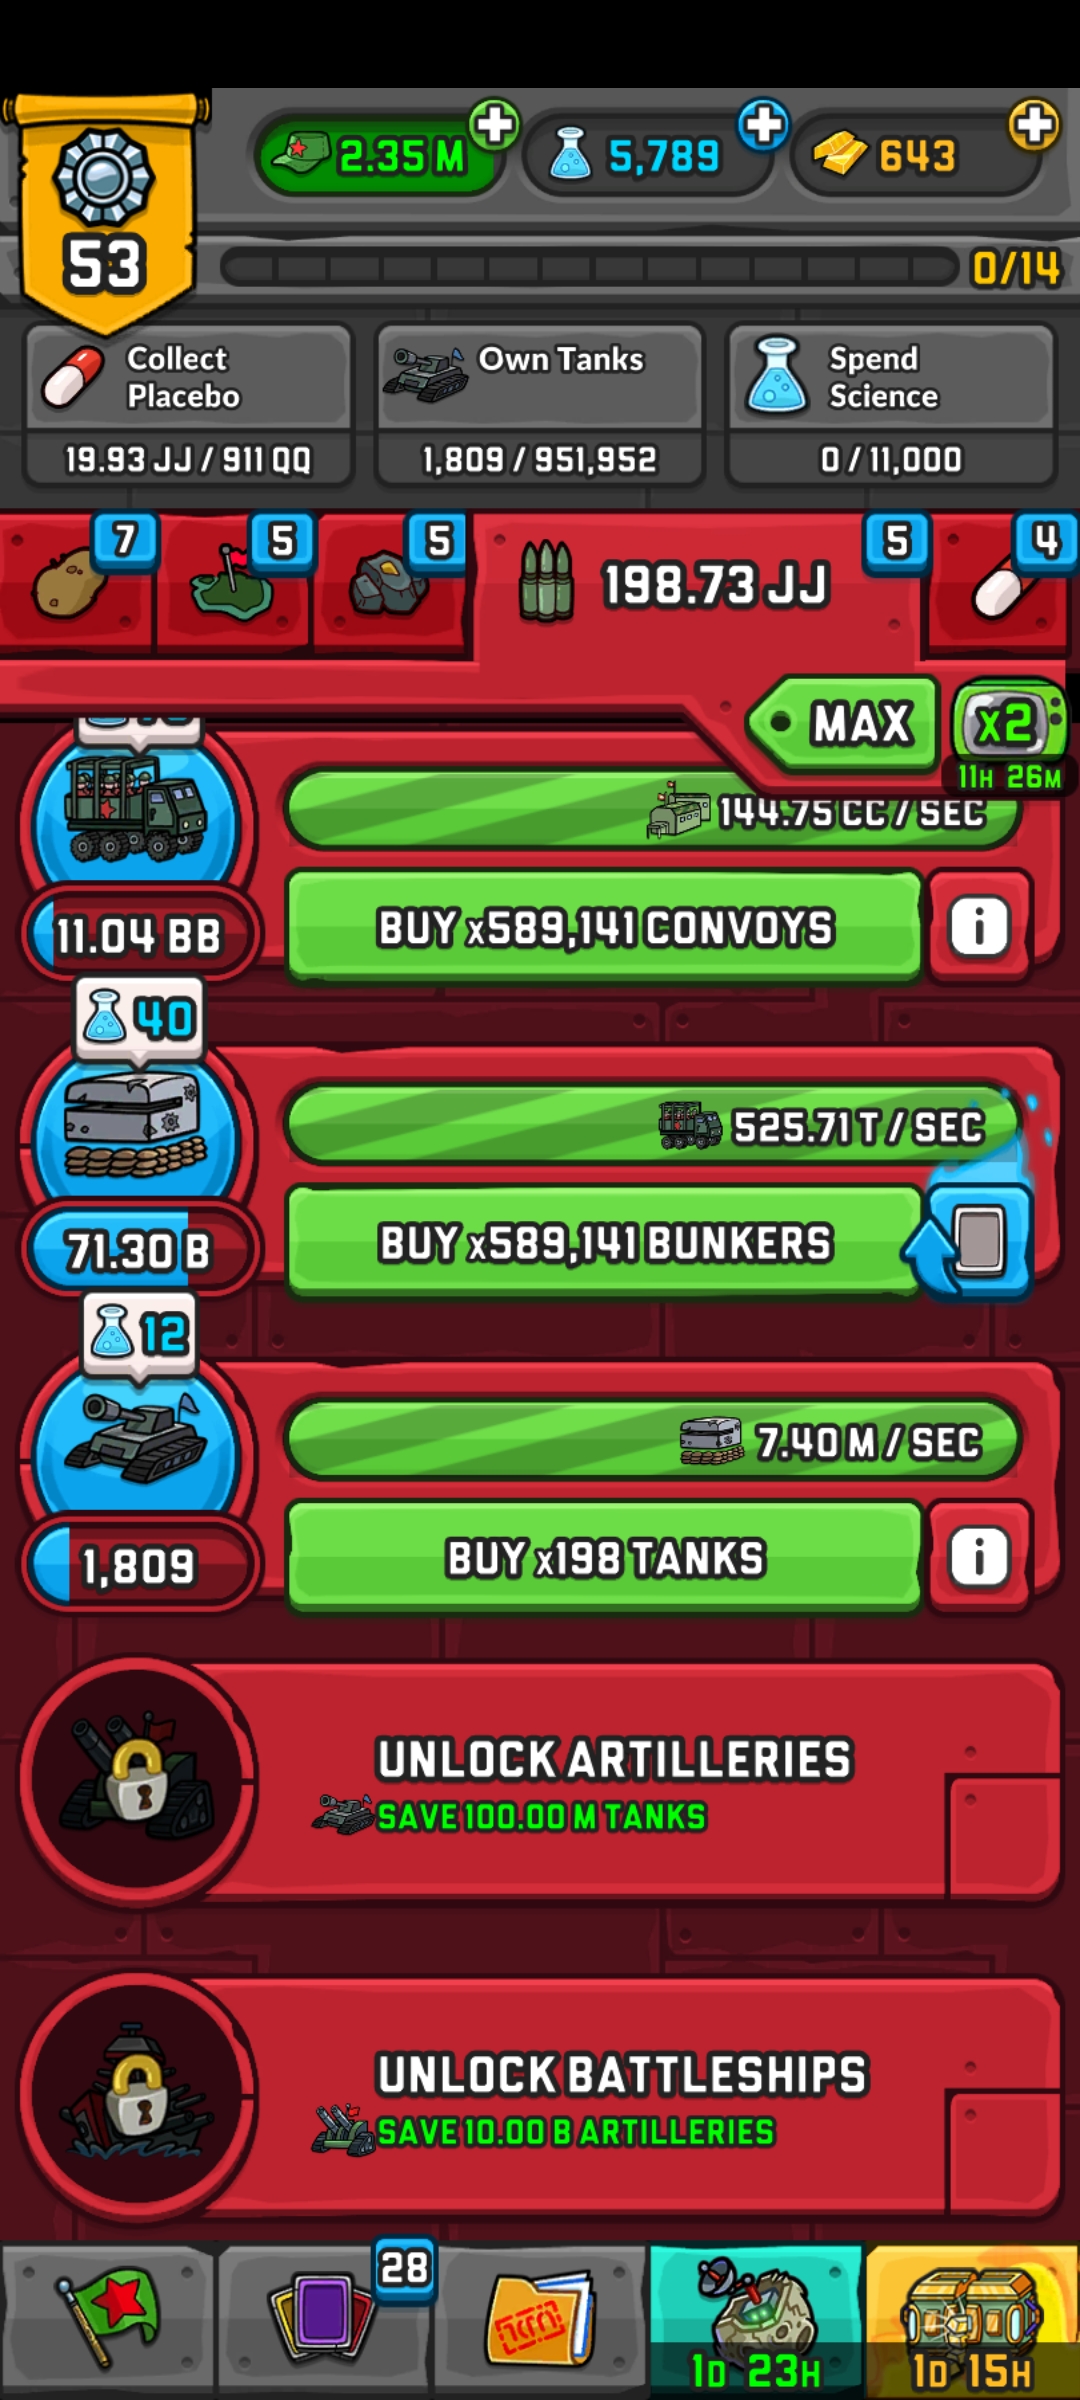 2.35 M
5,789
643
53
0/14
Collect
Placebo
19.93 JJ / 911 QQ
Own Tanks
1,809 / 951,952
Spend
Science
0 / 11,000
7
5
5
198.73 JJ
5
4
MAX
x2
11H 26M
144.75 CC / SEC
11.04 BB
BUY x589,141 CONVOYS
i
40
525.71 T / SEC
71.30 B
BUY x589,141 BUNKERS
12
7.40 M / SEC
1,809
BUY x198 TANKS
i
UNLOCK ARTILLERIES
SAVE 100.00 M TANKS
UNLOCK BATTLESHIPS
SAVE 10.00 B ARTILLERIES
28
1D 23H
1D 15H